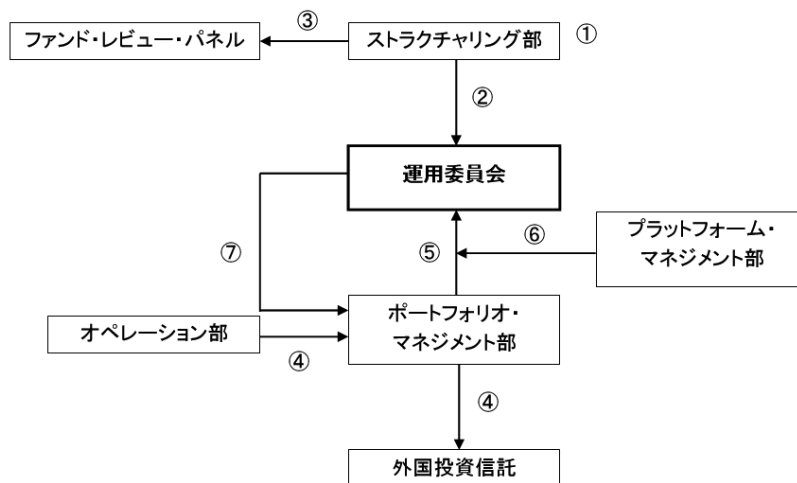 ファンド・レビュー・パネル
③
ストラクチャリング部
①
②
運用委員会
⑦
⑤
⑥
プラットフォーム・
マネジメント部
オペレーション部
④
ポートフォリオ・
マネジメント部
④
外国投資信託